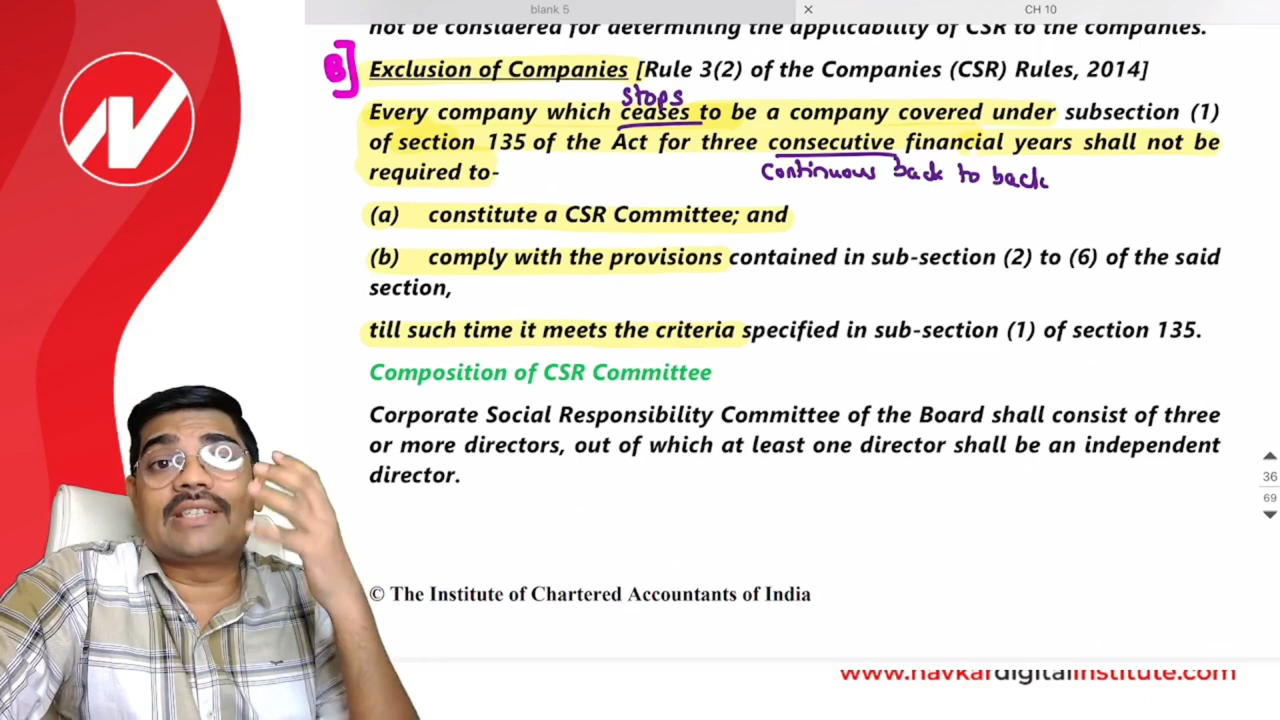 blank 5
CH 10
not be considered for determining the applicability of CSR to the companies.
B]
Exclusion of Companies [Rule 3(2) of the Companies (CSR) Rules, 2014]
stops
Every company which ceases to be a company covered under subsection (1)
of section 135 of the Act for three consecutive financial years shall not be
continuous back to back
required to-
(a) constitute a CSR Committee; and
(b) comply with the provisions contained in sub-section (2) to (6) of the said
section,
till such time it meets the criteria specified in sub-section (1) of section 135.
Composition of CSR Committee
Corporate Social Responsibility Committee of the Board shall consist of three
or more directors, out of which at least one director shall be an independent
director.
36
69
© The Institute of Chartered Accountants of India
www.navkardigitalinstitute.com